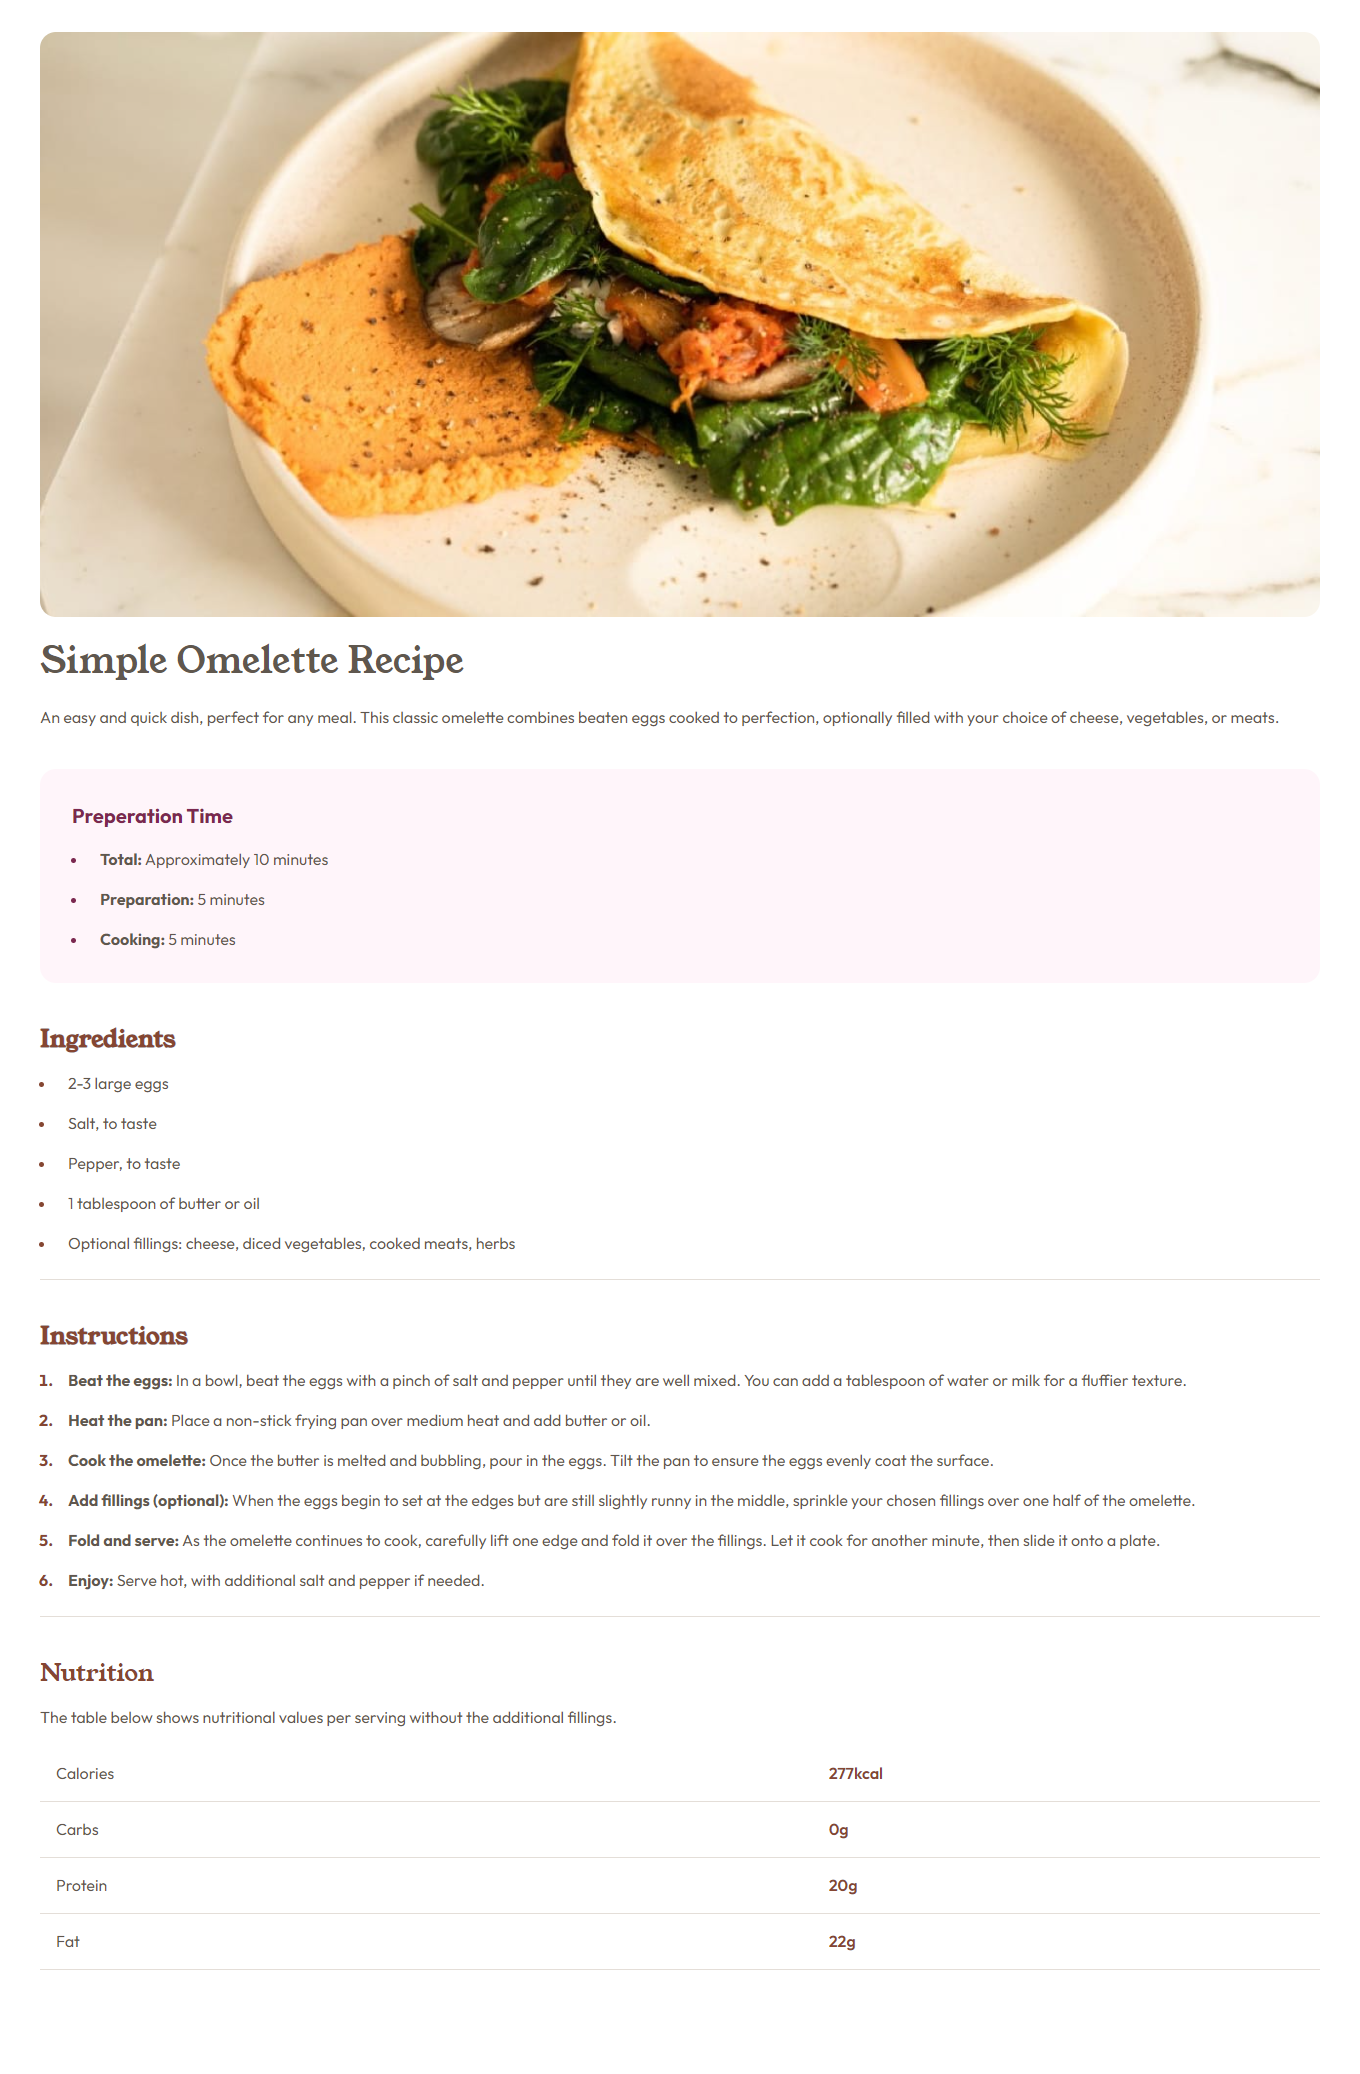 Simple Omelette Recipe
An easy and quick dish, perfect for any meal. This classic omelette combines beaten eggs cooked to perfection, optionally filled with your choice of cheese, vegetables, or meats.
Preperation Time
• Total: Approximately 10 minutes
• Preparation: 5 minutes
• Cooking: 5 minutes
Ingredients
• 2-3 large eggs
• Salt, to taste
• Pepper, to taste
• 1 tablespoon of butter or oil
• Optional fillings: cheese, diced vegetables, cooked meats, herbs
Instructions
1. Beat the eggs: In a bowl, beat the eggs with a pinch of salt and pepper until they are well mixed. You can add a tablespoon of water or milk for a fluffier texture.
2. Heat the pan: Place a non-stick frying pan over medium heat and add butter or oil.
3. Cook the omelette: Once the butter is melted and bubbling, pour in the eggs. Tilt the pan to ensure the eggs evenly coat the surface.
4. Add fillings (optional): When the eggs begin to set at the edges but are still slightly runny in the middle, sprinkle your chosen fillings over one half of the omelette.
5. Fold and serve: As the omelette continues to cook, carefully lift one edge and fold it over the fillings. Let it cook for another minute, then slide it onto a plate.
6. Enjoy: Serve hot, with additional salt and pepper if needed.
Nutrition
The table below shows nutritional values per serving without the additional fillings.
Calories 277kcal
Carbs 0g
Protein 20g
Fat 22g